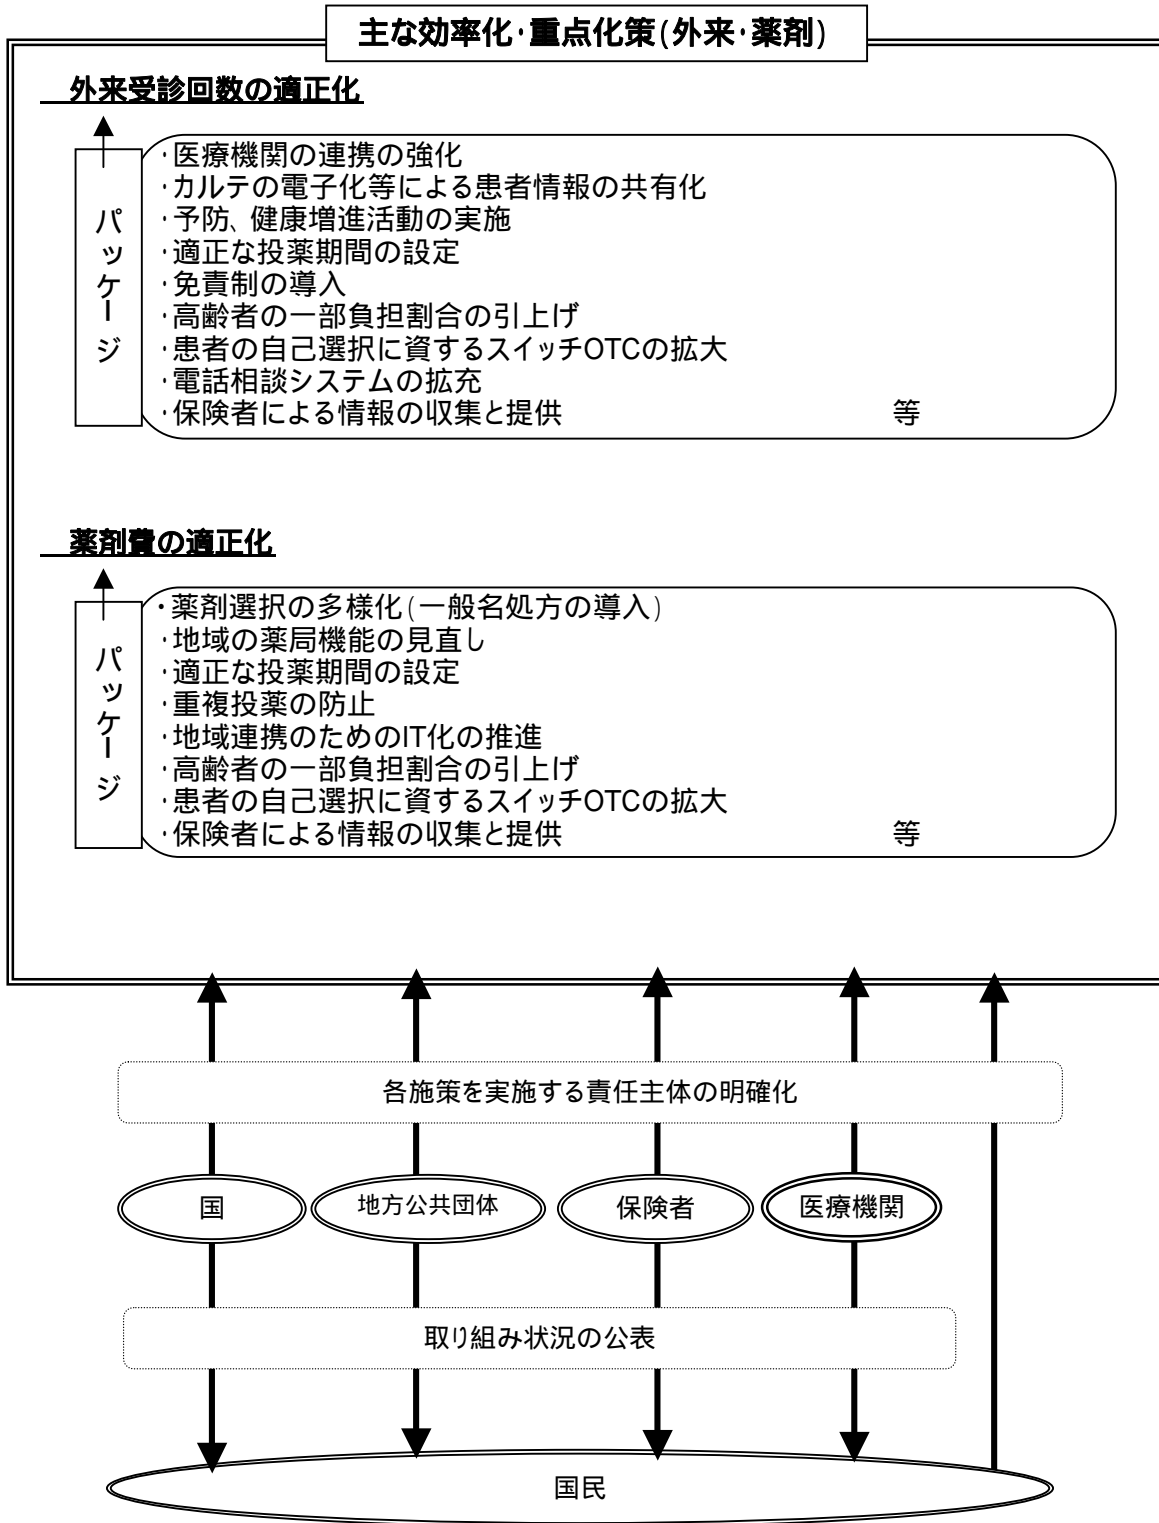 主な効率化・重点化策(外来・薬剤)
外来受診回数の適正化
パッケージ
・医療機関の連携の強化
・カルテの電子化等による患者情報の共有化
・予防、健康増進活動の実施
・適正な投薬期間の設定
・免責制の導入
・高齢者の一部負担割合の引上げ
・患者の自己選択に資するスイッチOTCの拡大
・電話相談システムの拡充
・保険者による情報の収集と提供 等
薬剤費の適正化
パッケージ
・薬剤選択の多様化(一般名処方の導入)
・地域の薬局機能の見直し
・適正な投薬期間の設定
・重複投薬の防止
・地域連携のためのIT化の推進
・高齢者の一部負担割合の引上げ
・患者の自己選択に資するスイッチOTCの拡大
・保険者による情報の収集と提供 等
各施策を実施する責任主体の明確化
国 地方公共団体 保険者 医療機関
取り組み状況の公表
国民